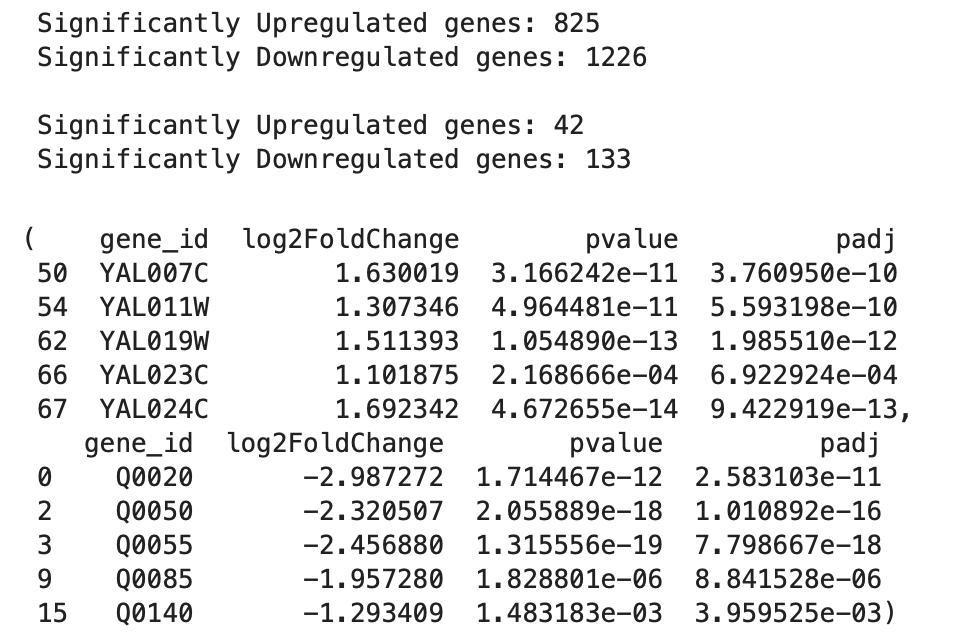 Significantly Upregulated genes: 825
Significantly Downregulated genes: 1226
Significantly Upregulated genes: 42
Significantly Downregulated genes: 133
(    gene_id  log2FoldChange        pvalue          padj
 50  YAL007C        1.630019  3.166242e-11  3.760950e-10
 54  YAL011W        1.307346  4.964481e-11  5.593198e-10
 62  YAL019W        1.511393  1.054890e-13  1.985510e-12
 66  YAL023C        1.101875  2.168666e-04  6.922924e-04
 67  YAL024C        1.692342  4.672655e-14  9.422919e-13,
    gene_id  log2FoldChange        pvalue          padj
 0    Q0020       -2.987272  1.714467e-12  2.583103e-11
 2    Q0050       -2.320507  2.055889e-18  1.010892e-16
 3    Q0055       -2.456880  1.315556e-19  7.798667e-18
 9    Q0085       -1.957280  1.828801e-06  8.841528e-06
 15   Q0140       -1.293409  1.483183e-03  3.959525e-03)